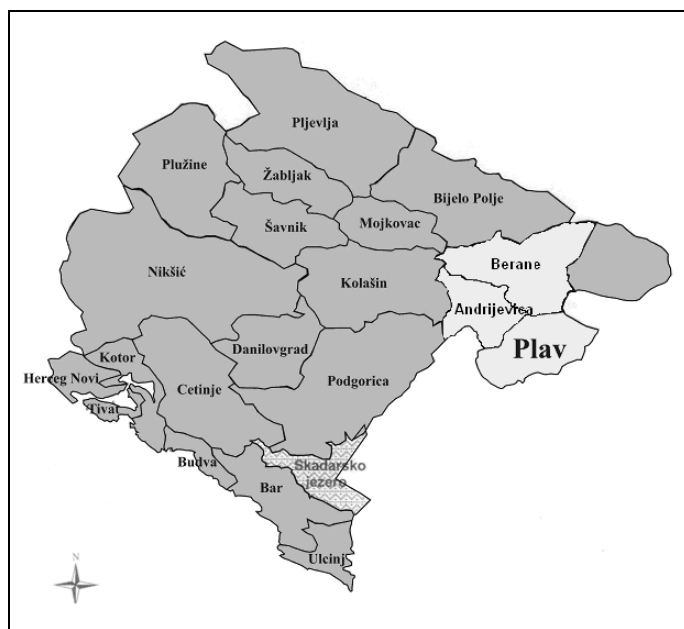 Pljevlja
Plužine
Žabljak
Bijelo Polje
Šavnik
Mojkovac
Berane
Nikšić
Kolašin
Andrijevica
Plav
Danilovgrad
Kotor
Podgorica
Herceg Novi
Cetinje
Tivat
Budva
Skadarsko
jezero
Bar
Ulcinj
N